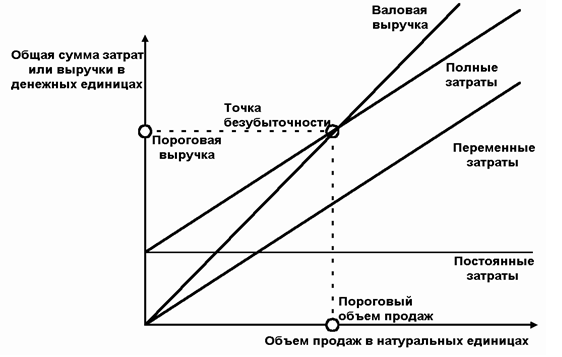 Валовая
выручка
Общая сумма затрат
или выручки в
денежных единицах
Полные
затраты
Точка
безубыточности
Пороговая
выручка
Переменные
затраты
Постоянные
затраты
Пороговый
объем продаж
Объем продаж в натуральных единицах